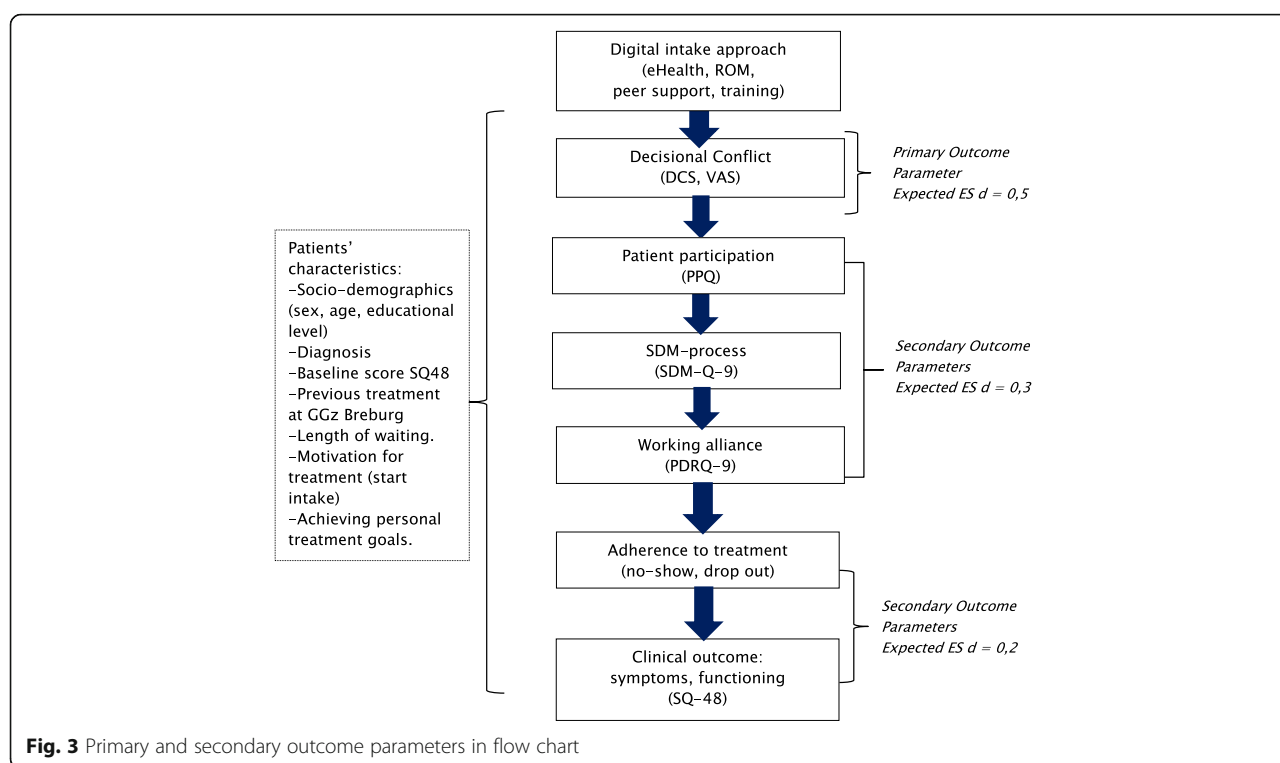 Digital intake approach
(eHealth, ROM,
peer support, training)
Decisional Conflict
(DCS, VAS)
Primary Outcome
Parameter
Expected ES d = 0,5
Patient participation
(PPQ)
SDM-process
(SDM-Q-9)
Working alliance
(PDRQ-9)
Secondary Outcome
Parameters
Expected ES d = 0,3
Patients’
characteristics:
-Socio-demographics
(sex, age, educational
level)
-Diagnosis
-Baseline score SQ48
-Previous treatment
at GGz Breburg
-Length of waiting.
-Motivation for
treatment (start
intake)
-Achieving personal
treatment goals.
Adherence to treatment
(no-show, drop out)
Clinical outcome:
symptoms, functioning
(SQ-48)
Secondary Outcome
Parameters
Expected ES d = 0,2
Fig. 3 Primary and secondary outcome parameters in flow chart